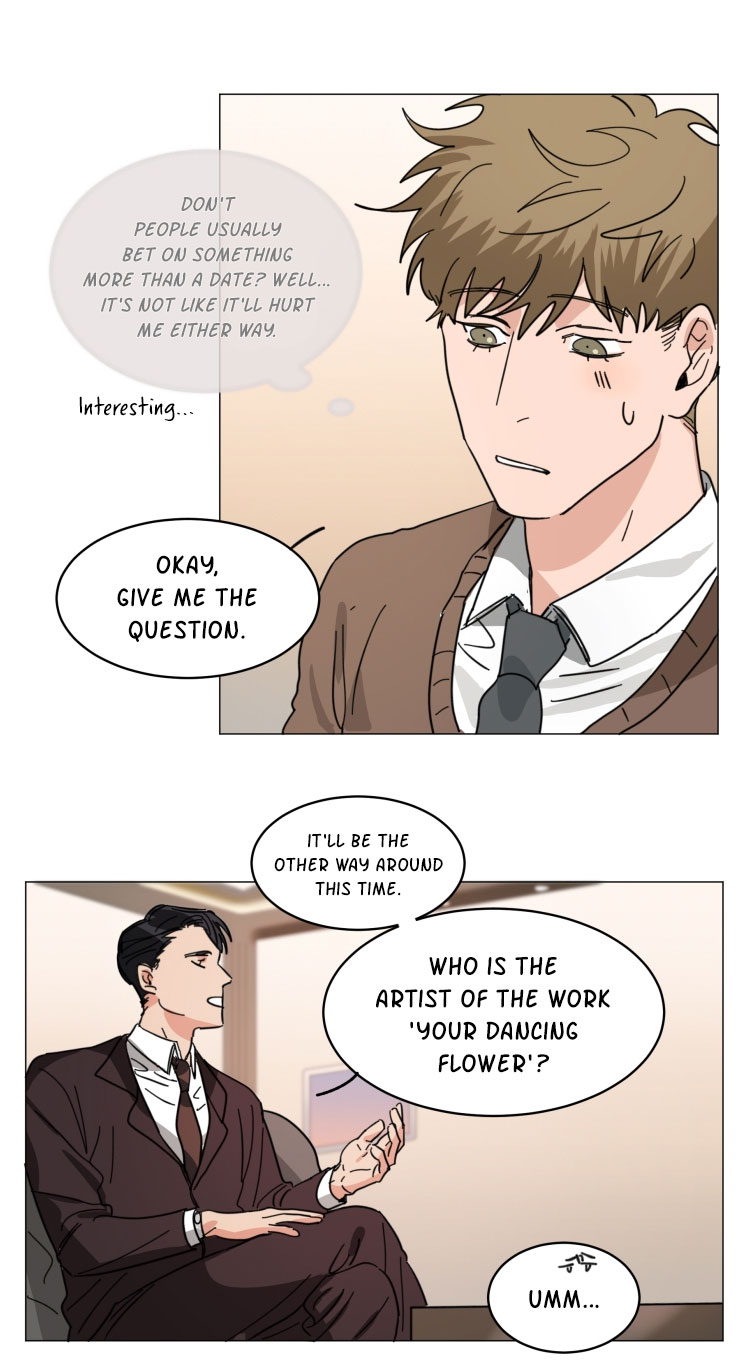 DON'T
PEOPLE USUALLY
BET ON SOMETHING
MORE THAN A DATE? WELL...
IT'S NOT LIKE IT'LL HURT
ME EITHER WAY.
Interesting...
OKAY,
GIVE ME THE
QUESTION.
IT'LL BE THE
OTHER WAY AROUND
THIS TIME.
WHO IS THE
ARTIST OF THE WORK
'YOUR DANCING
FLOWER'?
UMM...